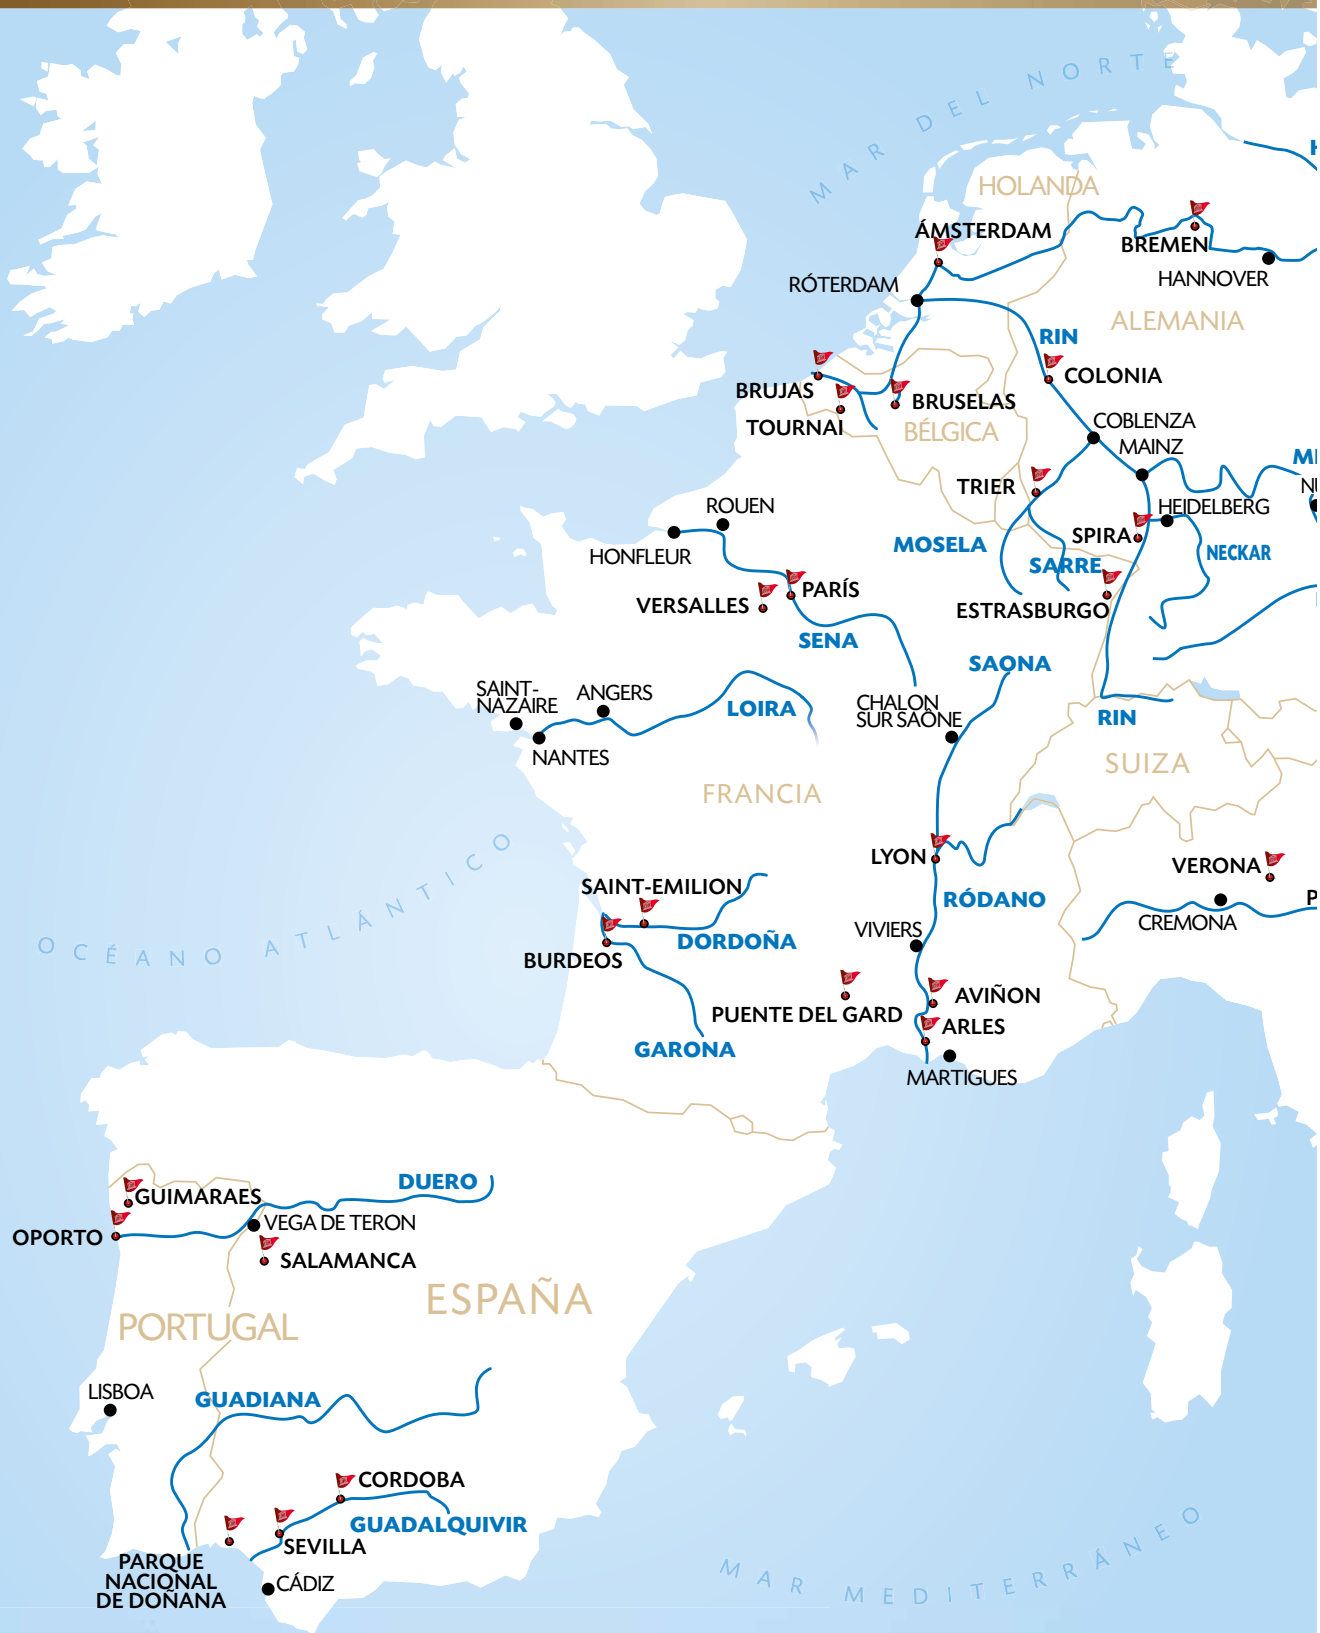 MAR DEL NORTE
HOLANDA
ÁMSTERDAM
BREMEN
HANNOVER
RÓTERDAM
ALEMANIA
RIN
COLONIA
BRUJAS
BRUSELAS
TOURNAI
BÉLGICA
COBLENZA
MAINZ
TRIER
ROUEN
HEIDELBERG
SPIRA
HONFLEUR
MOSELA
NECKAR
SARRE
PARÍS
VERSALLES
ESTRASBURGO
SENA
SAONA
SAINT-
NAZAIRE
ANGERS
LOIRA
CHALON
SUR SAÔNE
RIN
NANTES
SUIZA
FRANCIA
OCÉANO ATLÁNTICO
LYON
VERONA
SAINT-EMILION
RÓDANO
CREMONA
VIVIERS
DORDOÑA
BURDEOS
AVIÑON
PUENTE DEL GARD
ARLES
GARONA
MARTIGUES
DUERO
GUIMARAES
VEGA DE TERON
OPORTO
SALAMANCA
ESPAÑA
PORTUGAL
LISBOA
GUADIANA
CORDOBA
GUADALQUIVIR
SEVILLA
PARQUE
NACIONAL
DE DOÑANA
CÁDIZ
MAR MEDITERRÁNEO